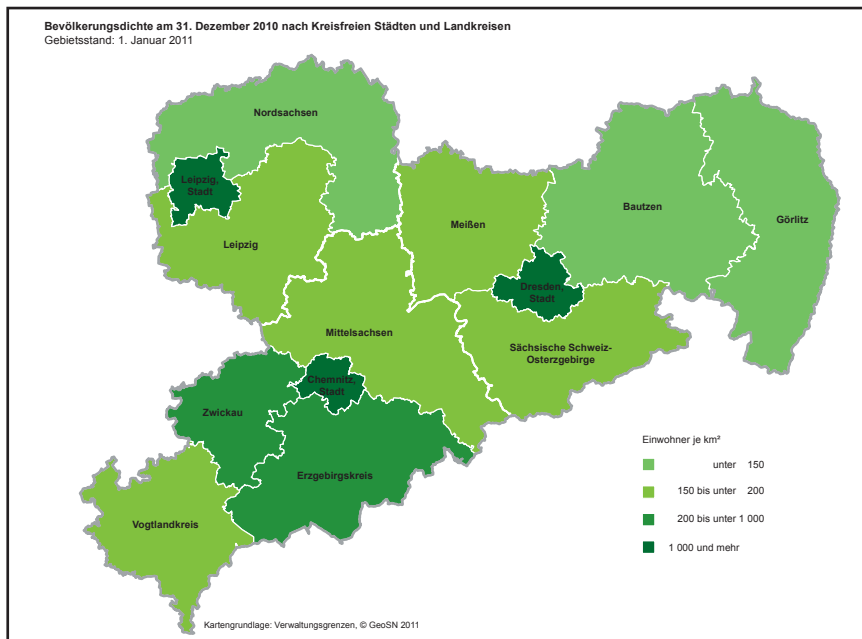 Bevölkerungsdichte am 31. Dezember 2010 nach Kreisfreien Städten und Landkreisen
Gebietsstand: 1. Januar 2011
Nordsachsen
Leipzig,
Stadt
Leipzig
Meißen
Bautzen
Görlitz
Dresden,
Stadt
Mittelsachsen
Sächsische Schweiz-
Osterzgebirge
Chemnitz,
Stadt
Zwickau
Erzgebirgskreis
Vogtlandkreis
Einwohner je km²
unter 150
150 bis unter 200
200 bis unter 1 000
1 000 und mehr
Kartengrundlage: Verwaltungsgrenzen, © GeoSN 2011